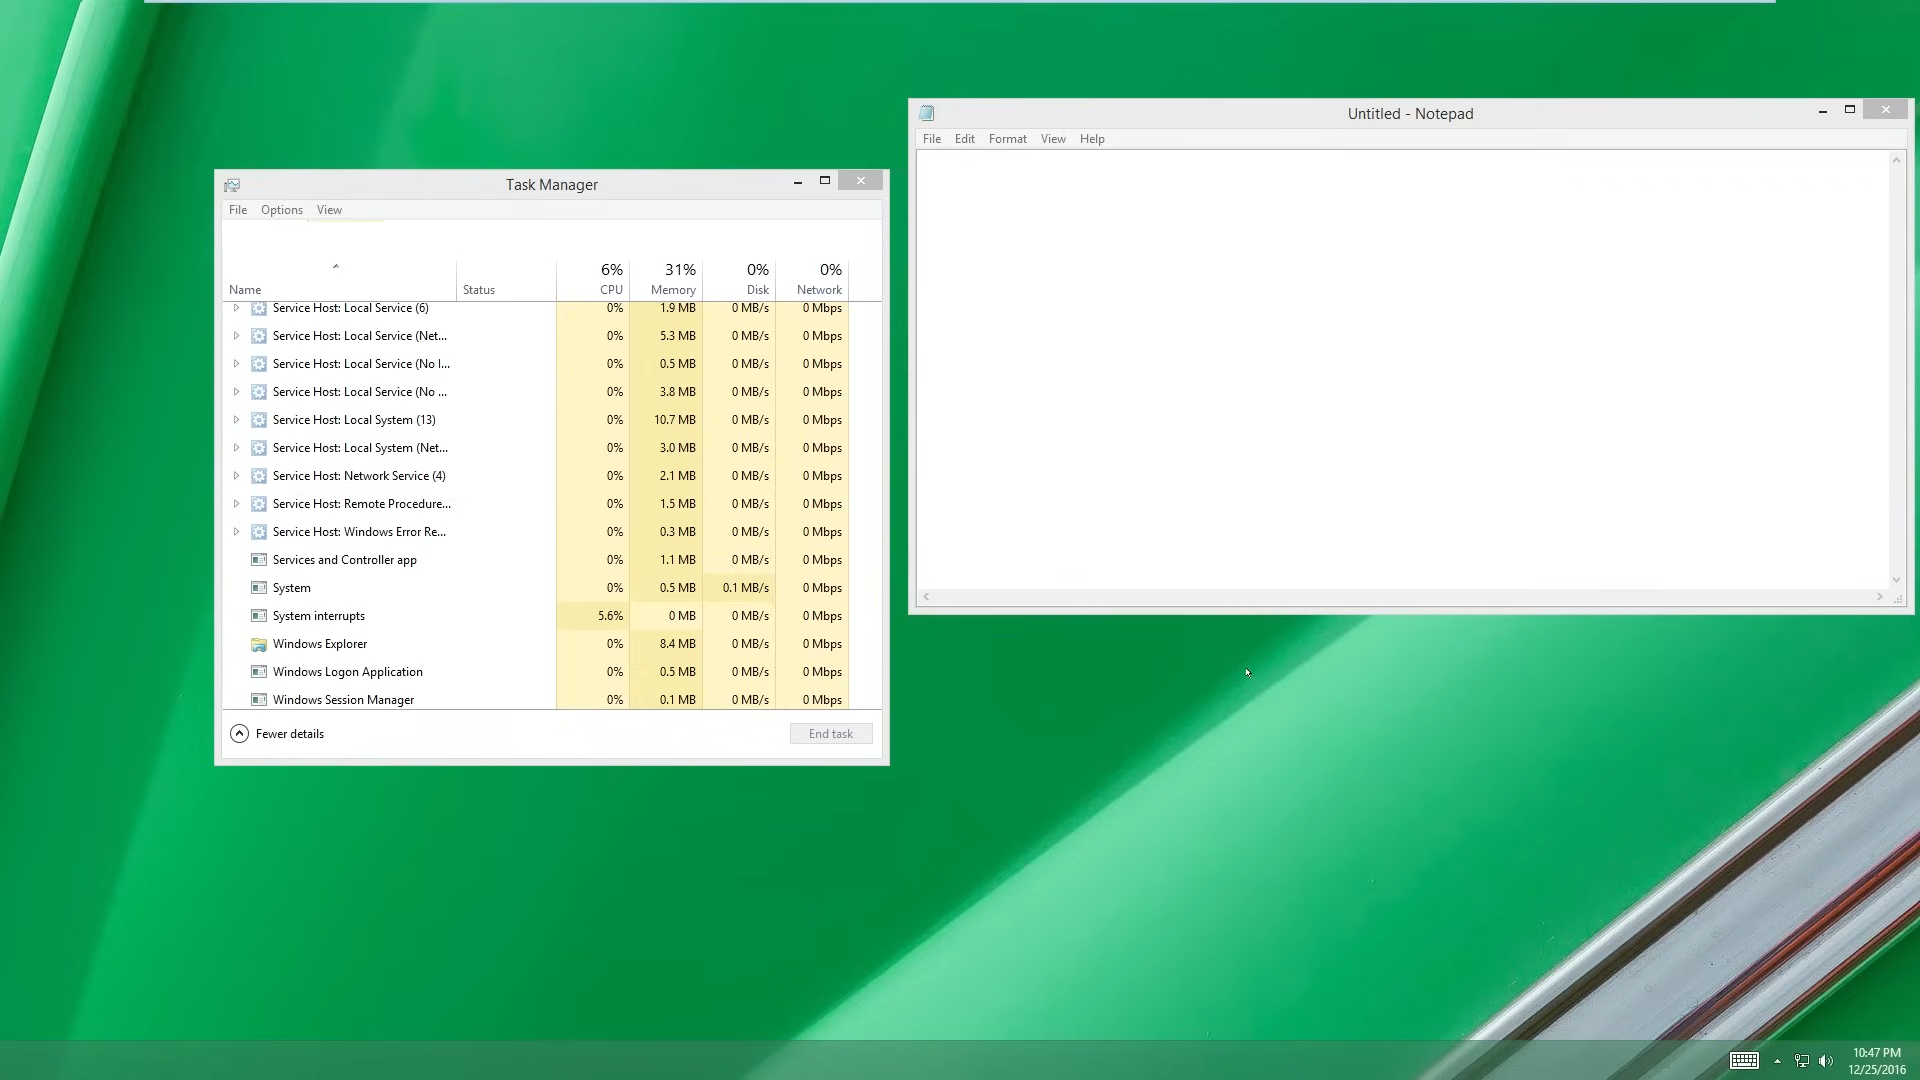 Untitled - Notepad
File Edit Format View Help
Task Manager
File Options View
6% 31% 0% 0%
Name Status CPU Memory Disk Network
Service Host: Local Service (6) 0% 1.9 MB 0 MB/s 0 Mbps
Service Host: Local Service (Net... 0% 5.3 MB 0 MB/s 0 Mbps
Service Host: Local Service (No I... 0% 0.5 MB 0 MB/s 0 Mbps
Service Host: Local Service (No ... 0% 3.8 MB 0 MB/s 0 Mbps
Service Host: Local System (13) 0% 10.7 MB 0 MB/s 0 Mbps
Service Host: Local System (Net... 0% 3.0 MB 0 MB/s 0 Mbps
Service Host: Network Service (4) 0% 2.1 MB 0 MB/s 0 Mbps
Service Host: Remote Procedure... 0% 1.5 MB 0 MB/s 0 Mbps
Service Host: Windows Error Re... 0% 0.3 MB 0 MB/s 0 Mbps
Services and Controller app 0% 1.1 MB 0 MB/s 0 Mbps
System 0% 0.5 MB 0.1 MB/s 0 Mbps
System interrupts 5.6% 0 MB 0 MB/s 0 Mbps
Windows Explorer 0% 8.4 MB 0 MB/s 0 Mbps
Windows Logon Application 0% 0.5 MB 0 MB/s 0 Mbps
Windows Session Manager 0% 0.1 MB 0 MB/s 0 Mbps
Fewer details End task
10:47 PM
12/25/2016